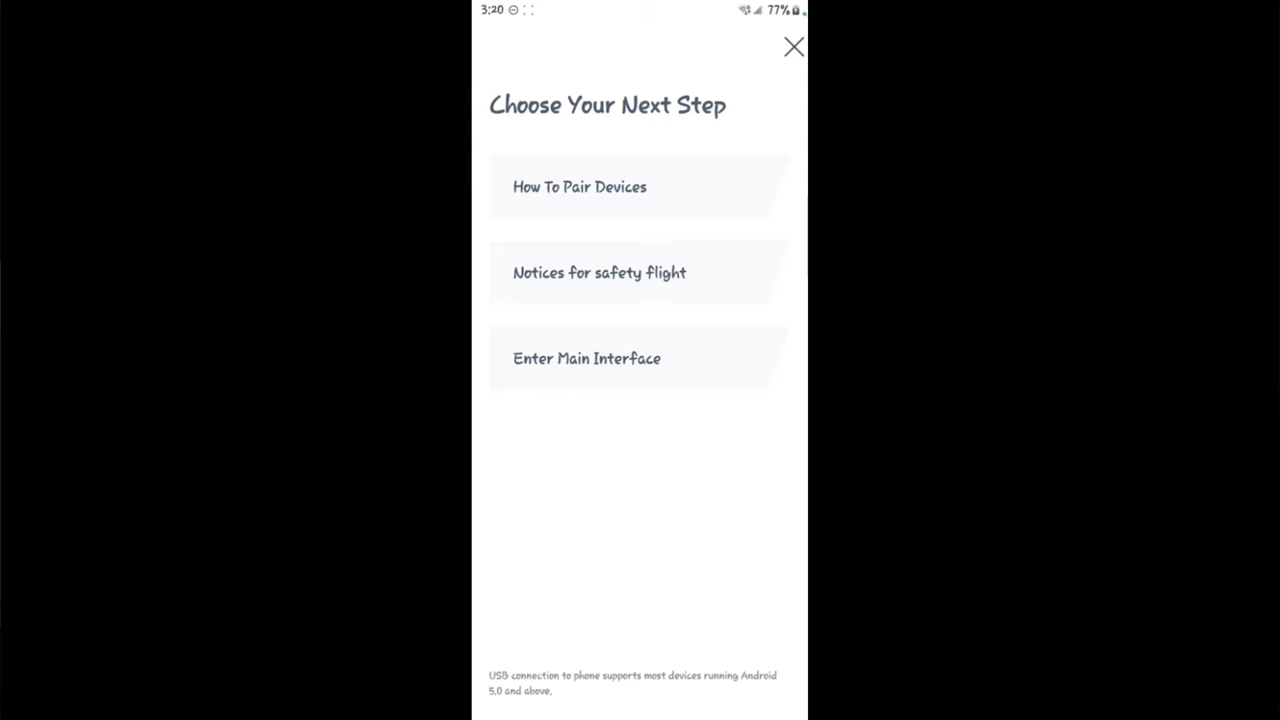 3:20
77%
Choose Your Next Step
How To Pair Devices
Notices for safety flight
Enter Main Interface
USB connection to phone supports most devices running Android
5.0 and above.